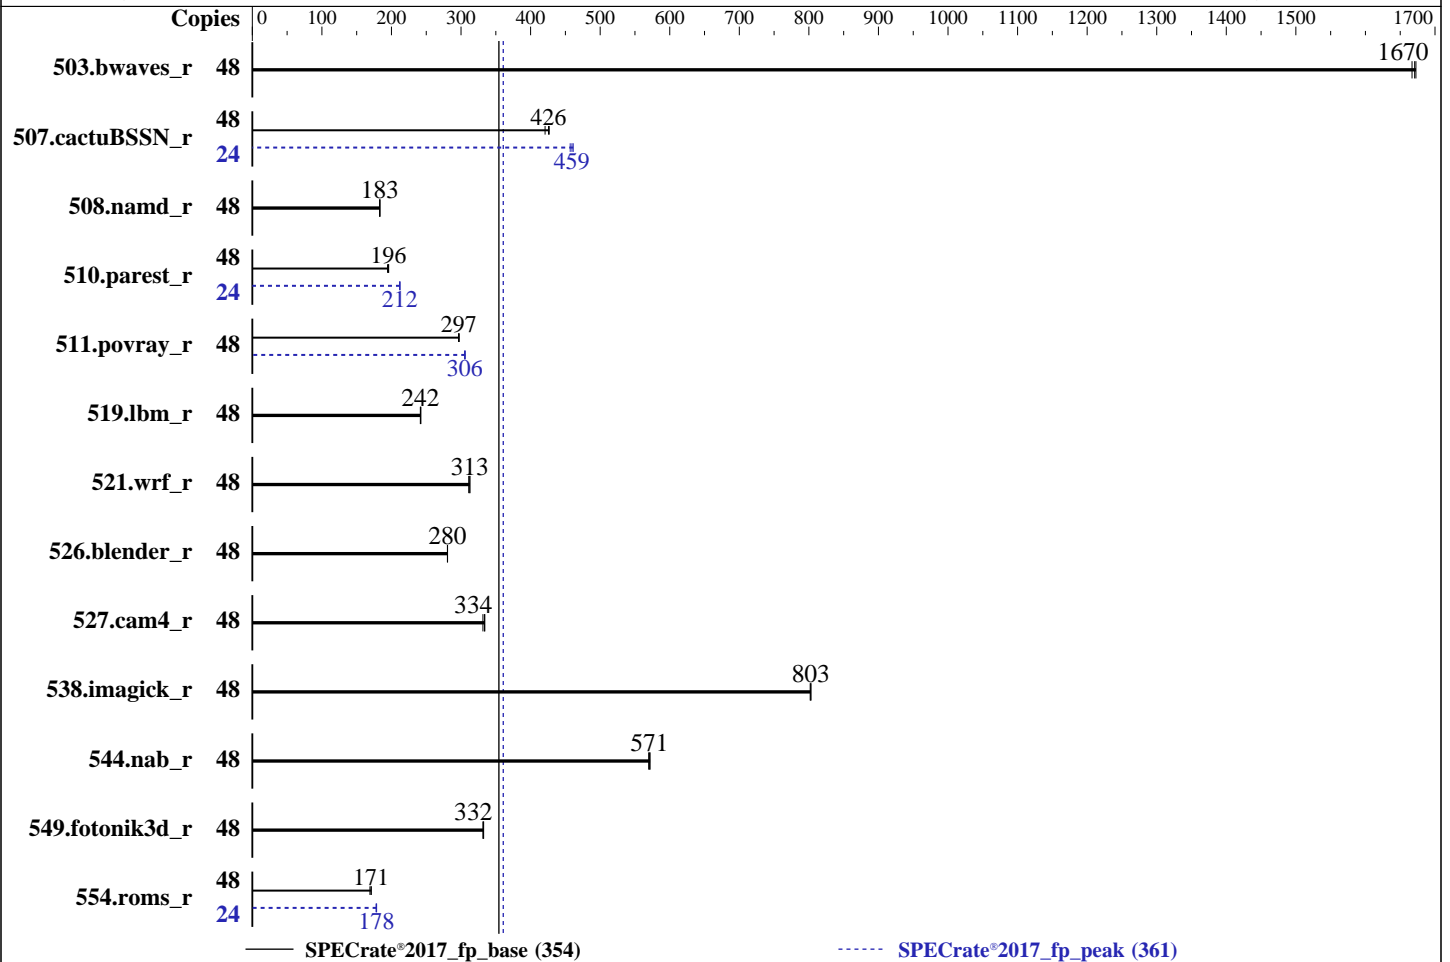 Copies 0 100 200 300 400 500 600 700 800 900 1000 1100 1200 1300 1400 1500 1700
503.bwaves_r 48 1670
507.cactuBSSN_r 48 426
24 459
508.namd_r 48 183
510.parest_r 48 196
24 212
511.povray_r 48 297
306
519.lbm_r 48 242
521.wrf_r 48 313
526.blender_r 48 280
527.cam4_r 48 334
538.imagick_r 48 803
544.nab_r 48 571
549.fotonik3d_r 48 332
554.roms_r 48 171
24 178
SPECrate®2017_fp_base (354) SPECrate®2017_fp_peak (361)